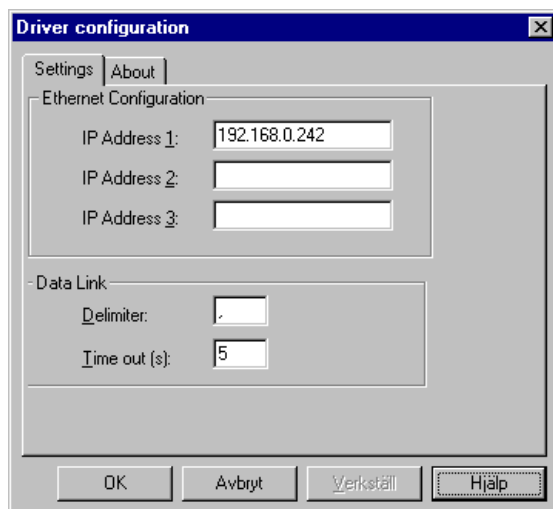 Driver configuration
Settings About
Ethernet Configuration
IP Address 1: 192.168.0.242
IP Address 2:
IP Address 3:
Data Link
Delimiter: ,
Time out (s): 5
OK Avbryt Verkställ Hjälp